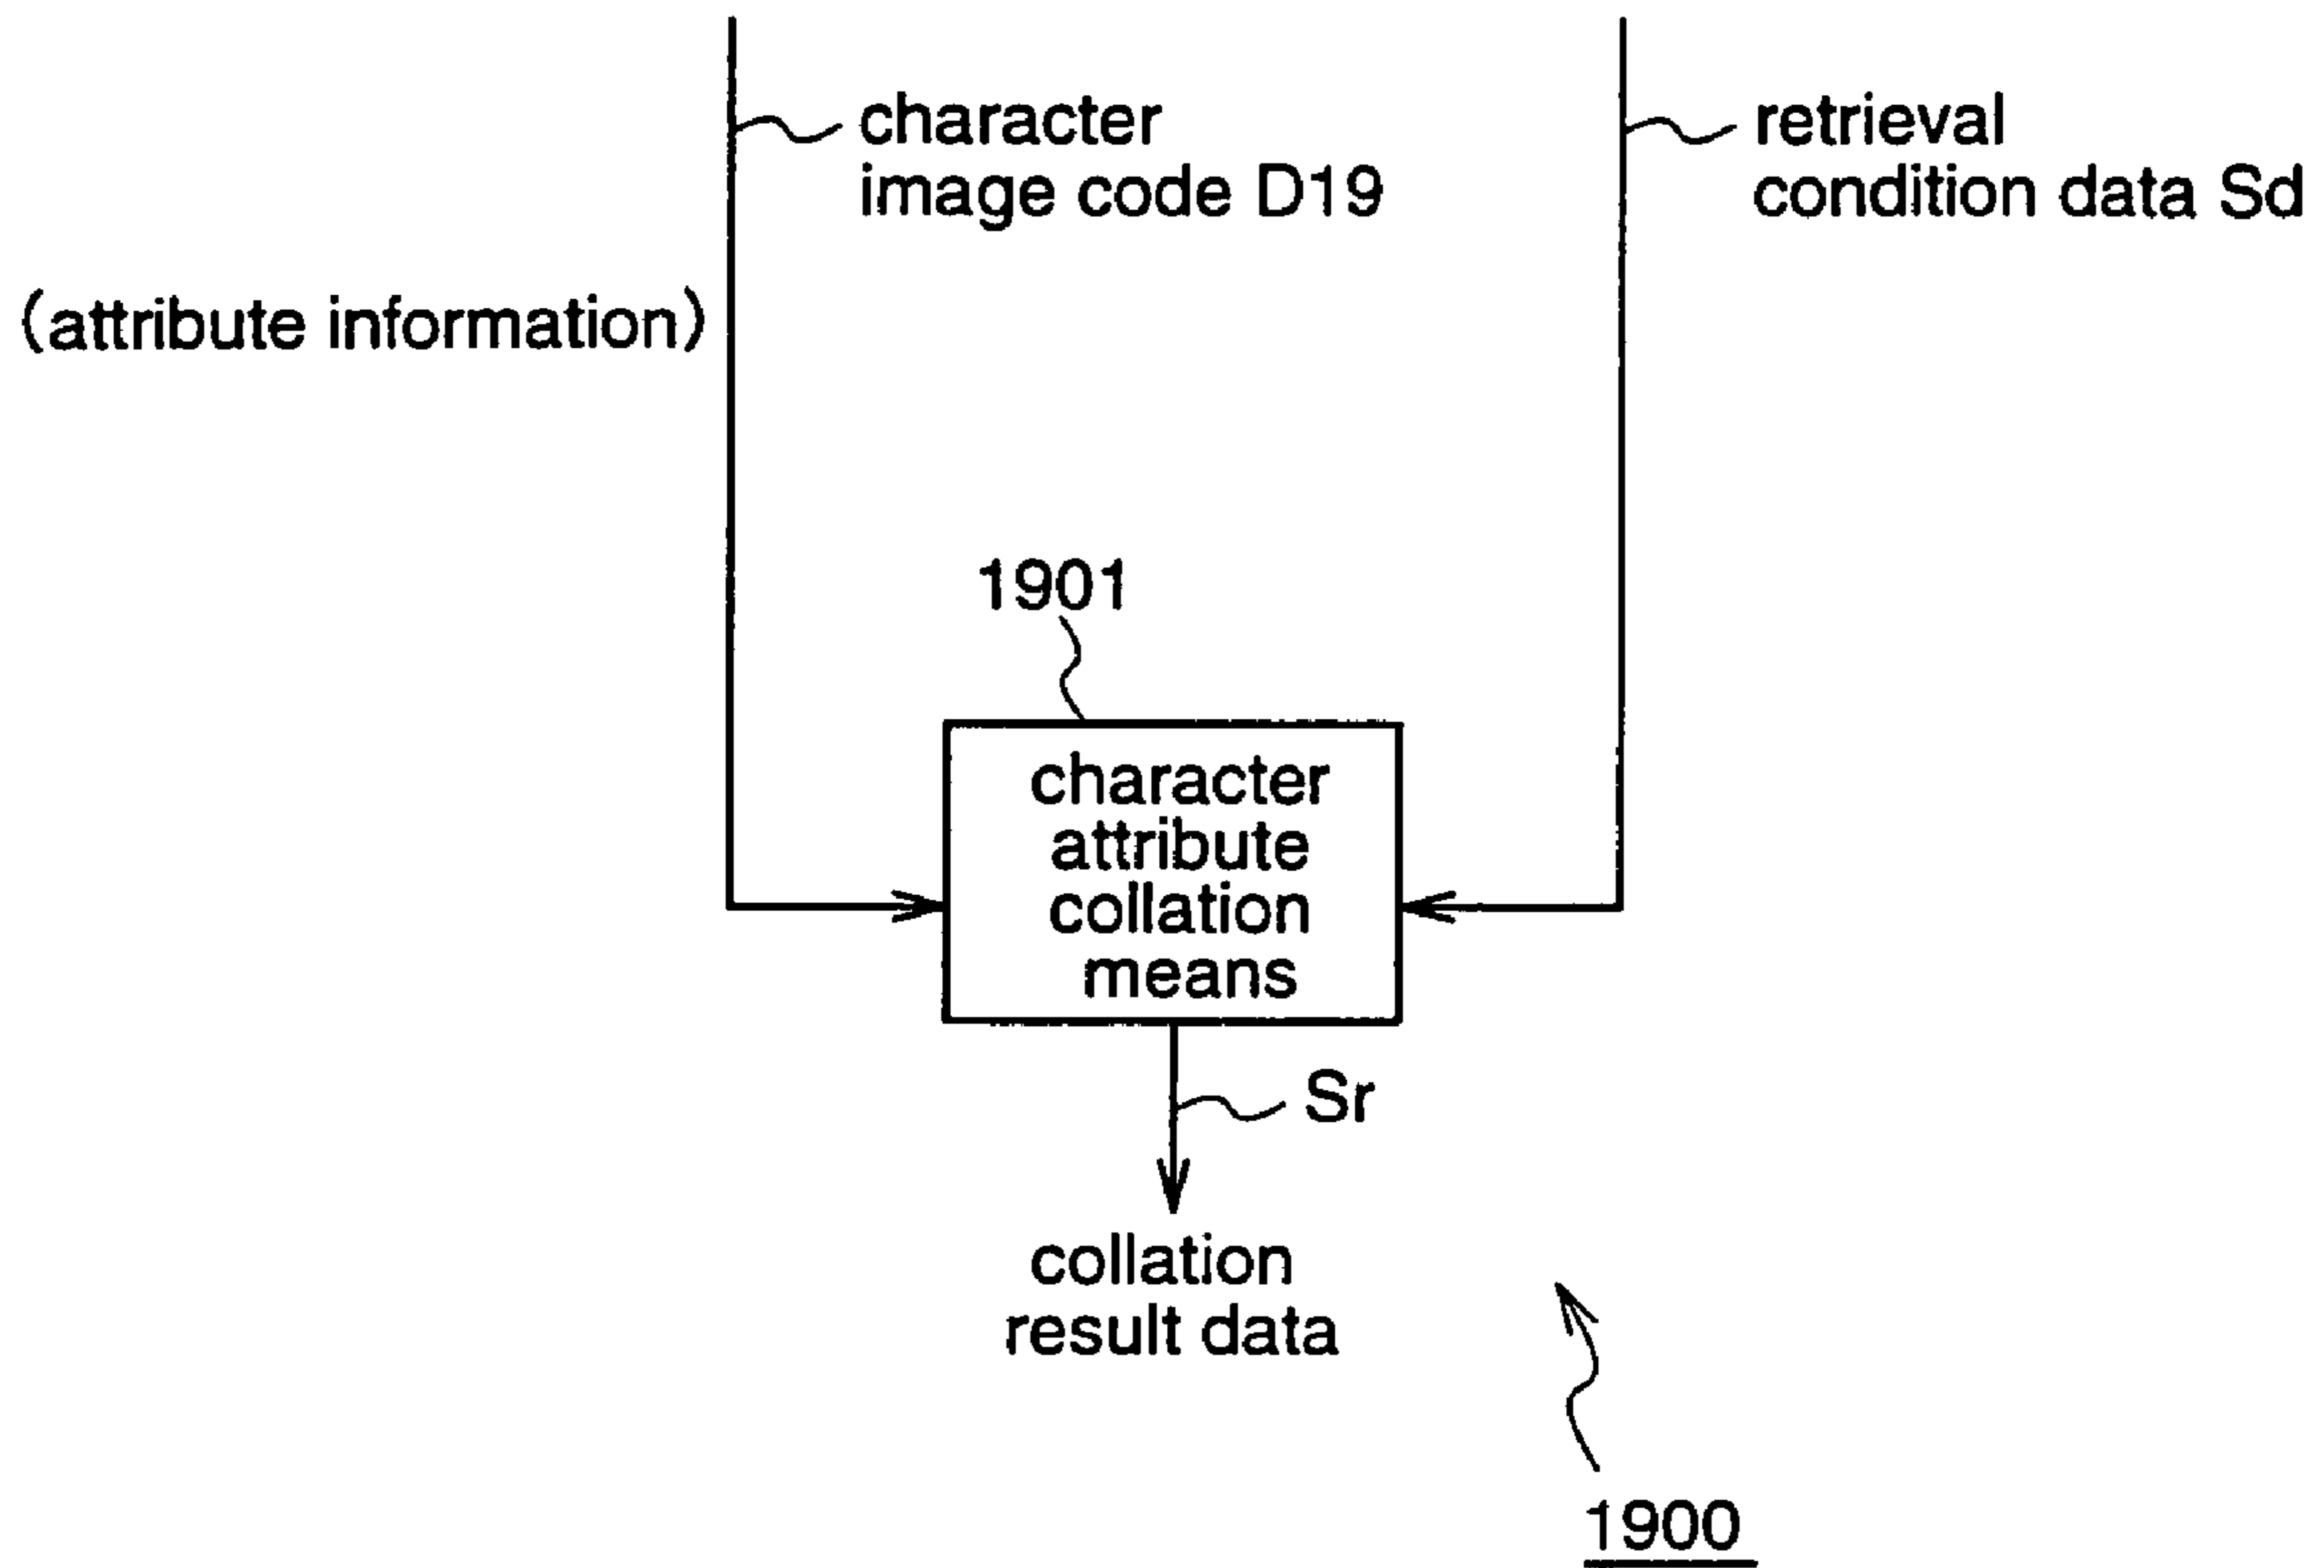 character
image code D19
retrieval
condition data Sd
(attribute information)
1901
character
attribute
collation
means
Sr
collation
result data
1900